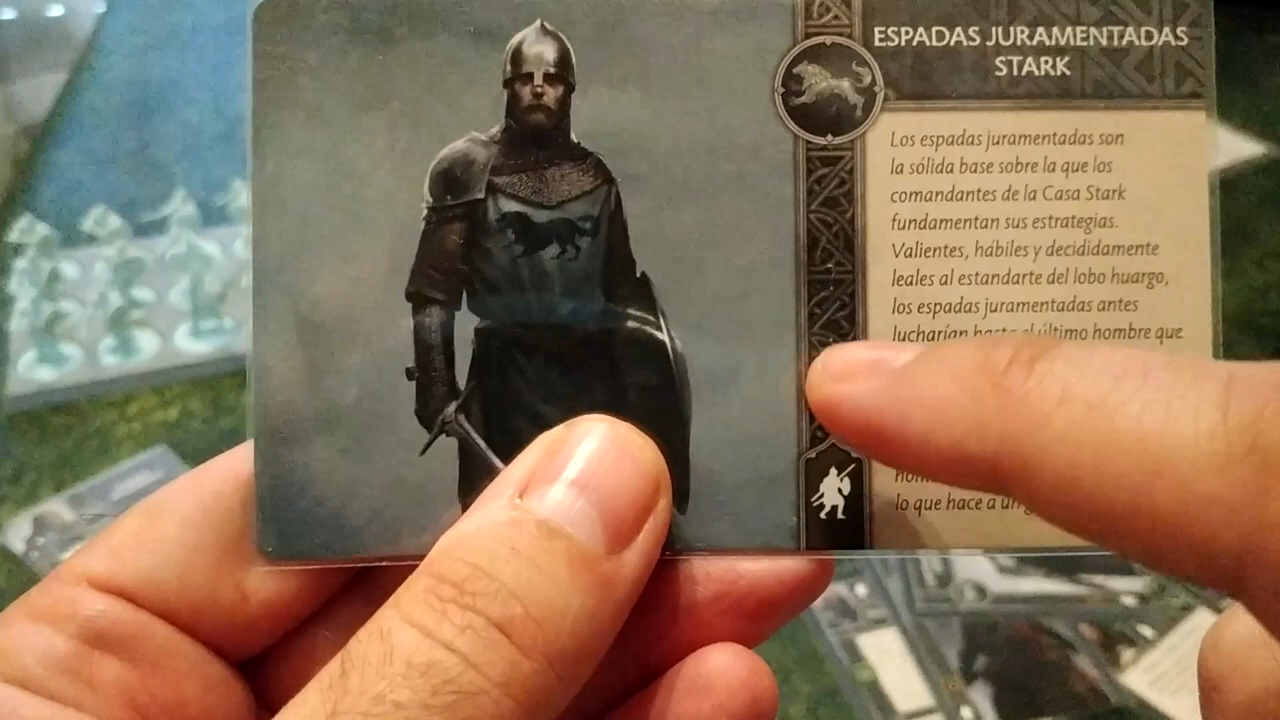 ESPADAS JURAMENTADAS
STARK
Los espadas juramentadas son
la sólida base sobre la que los
comandantes de la Casa Stark
fundamentan sus estrategias.
Valientes, hábiles y decididamente
leales al estandarte del lobo huargo,
los espadas juramentadas antes
lucharían hasta el último hombre que
lo que hace a un